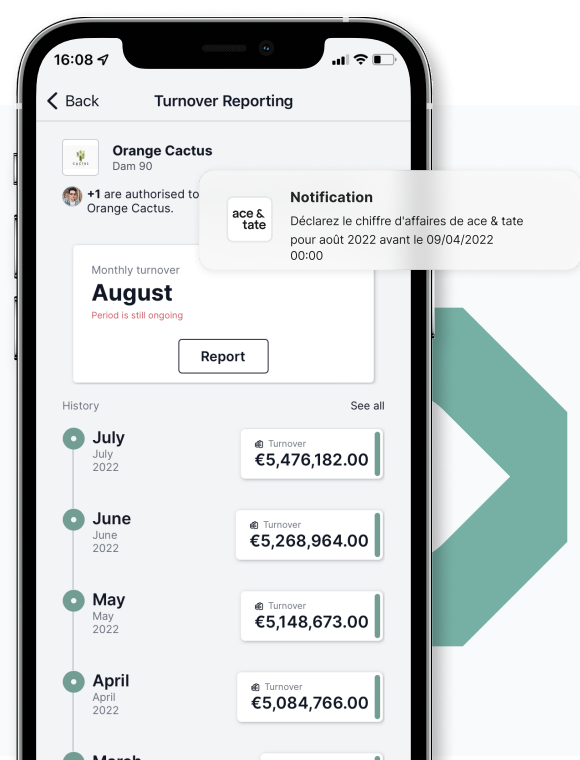 16:08
Back
Turnover Reporting
CACTUS
Orange Cactus
Dam 90
+1 are authorised to
Orange Cactus.
ace &
tate
Notification
Déclarez le chiffre d'affaires de ace & tate
pour août 2022 avant le 09/04/2022
00:00
Monthly turnover
August
Period is still ongoing
Report
History
See all
July
July
2022
Turnover
€5,476,182.00
June
June
2022
Turnover
€5,268,964.00
May
May
2022
Turnover
€5,148,673.00
April
April
2022
Turnover
€5,084,766.00
March